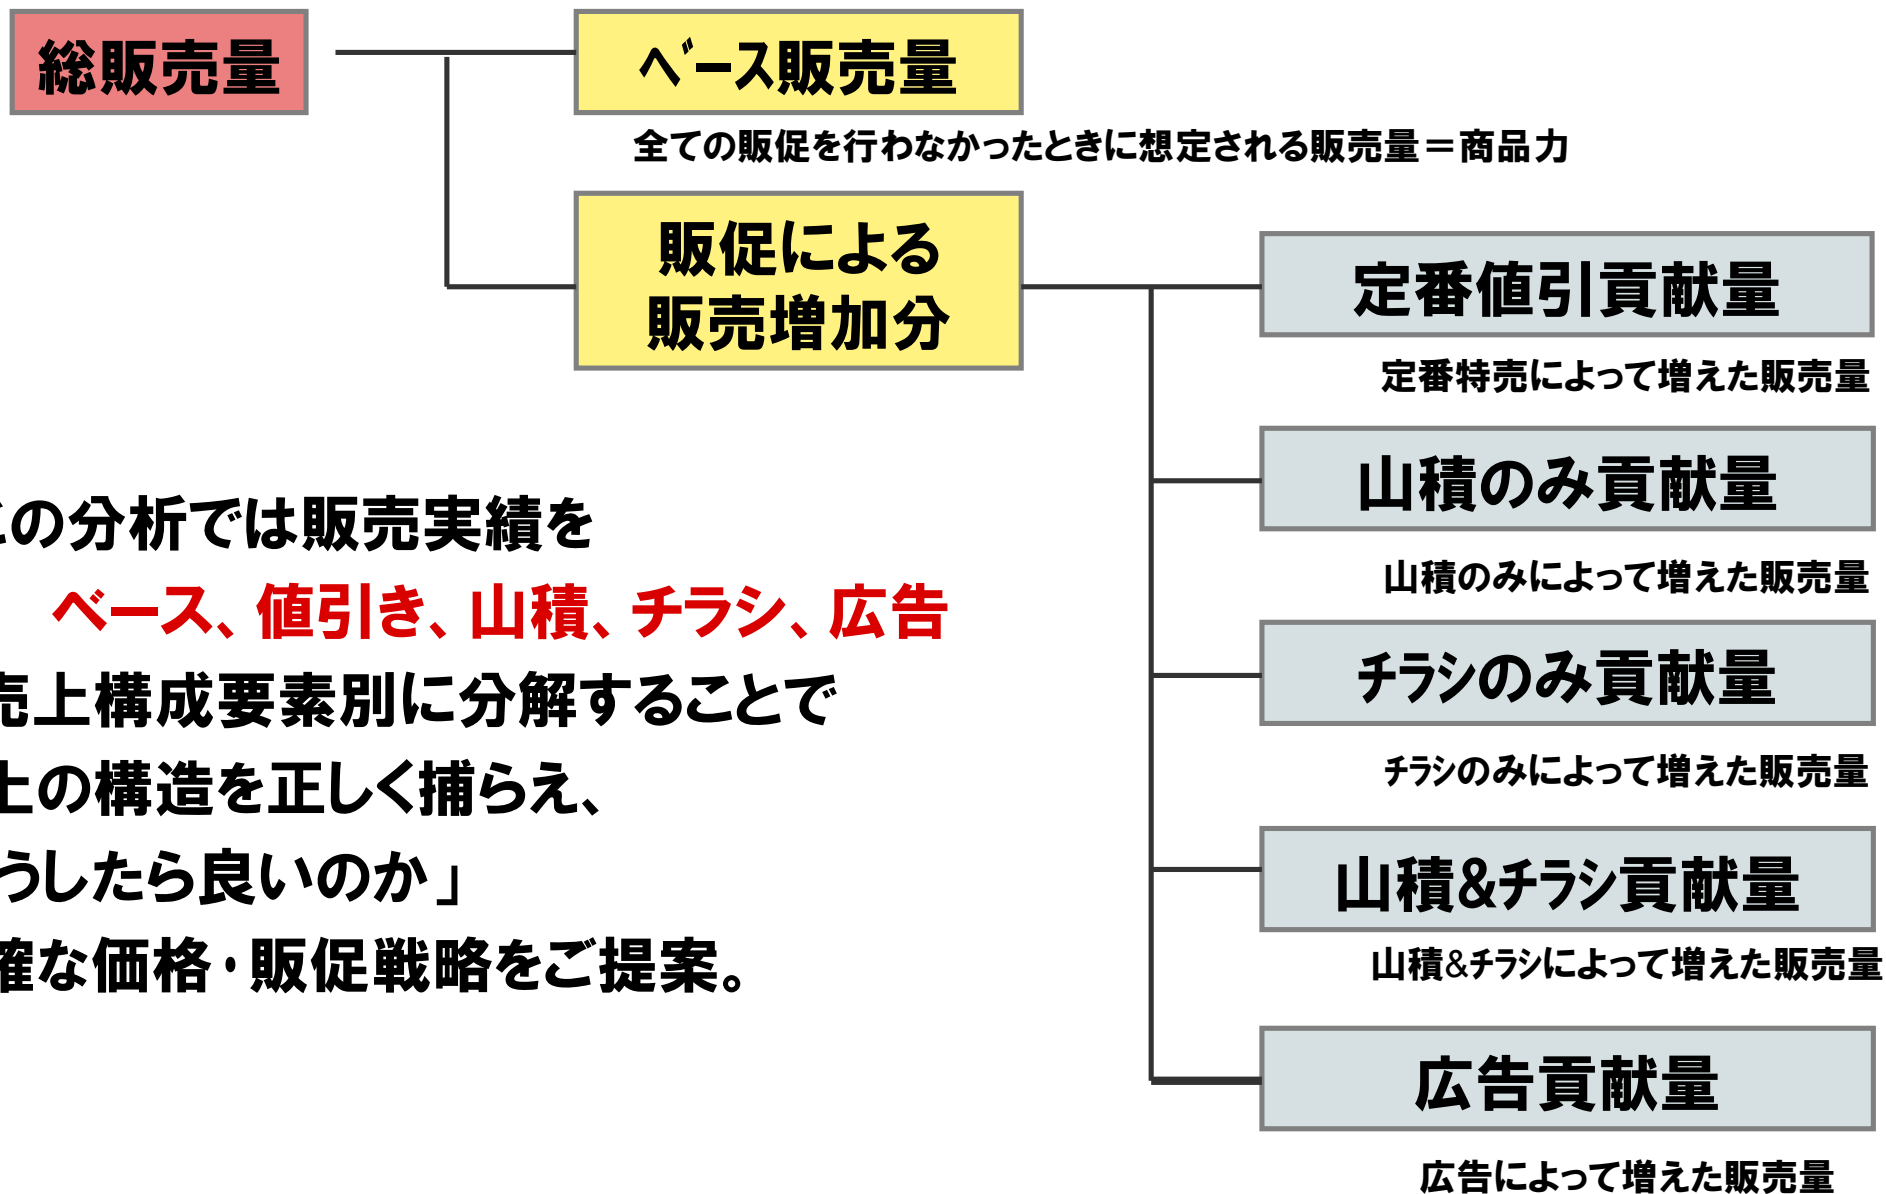 総販売量
ベース販売量
全ての販促を行わなかったときに想定される販売量＝商品力
販促による
販売増加分
定番値引貢献量
定番特売によって増えた販売量
山積のみ貢献量
山積のみによって増えた販売量
チラシのみ貢献量
チラシのみによって増えた販売量
山積&チラシ貢献量
山積&チラシによって増えた販売量
広告貢献量
広告によって増えた販売量
この分析では販売実績を
ベース、値引き、山積、チラシ、広告
売上構成要素別に分解することで
上の構造を正しく捕らえ、
うしたら良いのか」
確な価格・販促戦略をご提案。